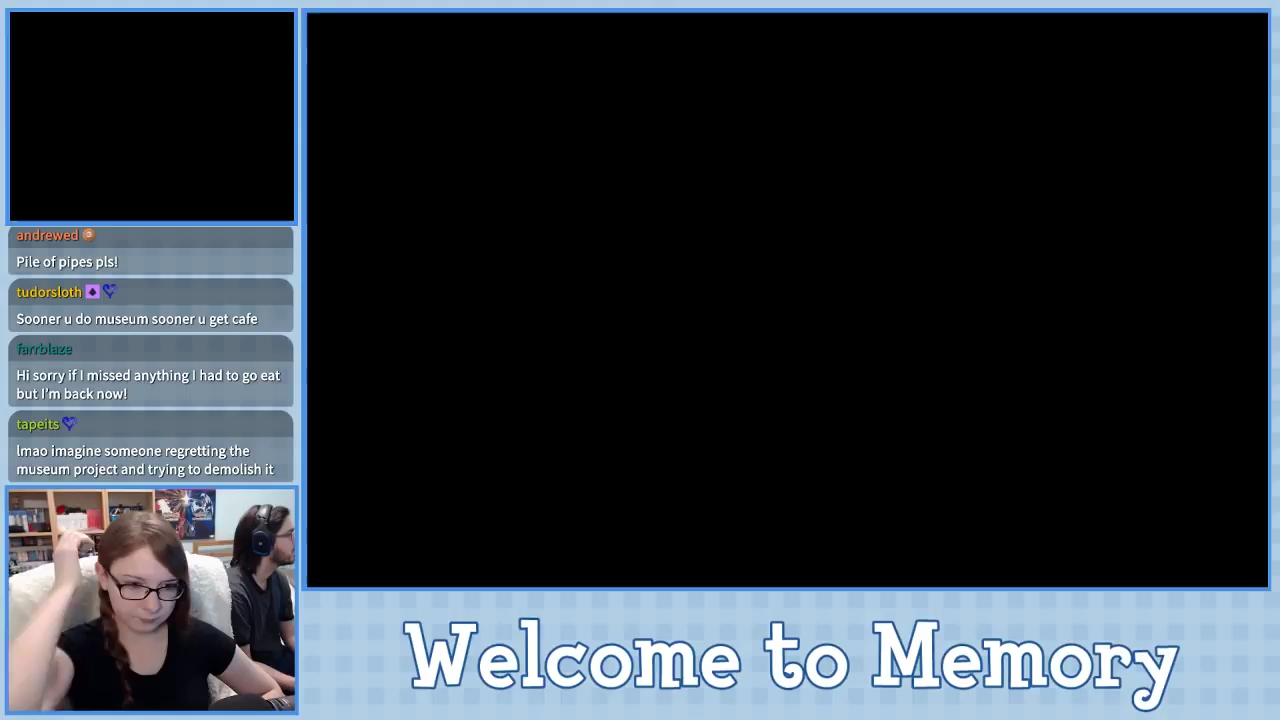 andrewed
Pile of pipes pls!
tudorsloth
Sooner u do museum sooner u get cafe
farrblaze
Hi sorry if I missed anything I had to go eat
but I'm back now!
tapeits
lmao imagine someone regretting the
museum project and trying to demolish it
Welcome to Memory